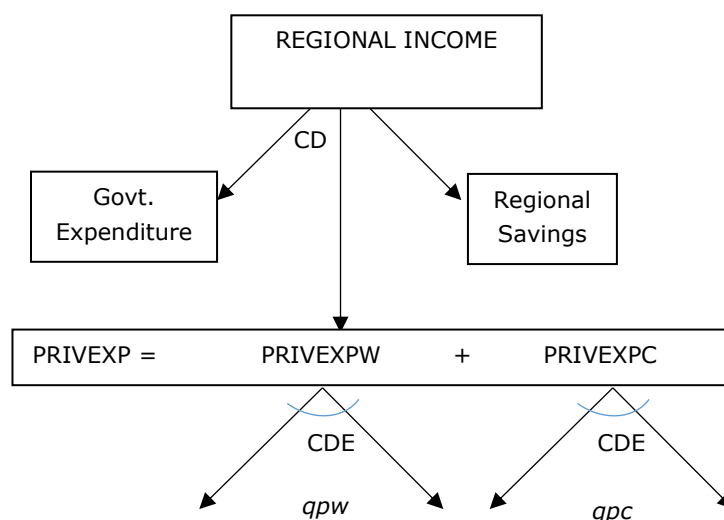 REGIONAL INCOME
CD
Govt.
Expenditure
Regional
Savings
PRIVEXP = PRIVEXPW + PRIVEXPC
CDE CDE
qpw qpc